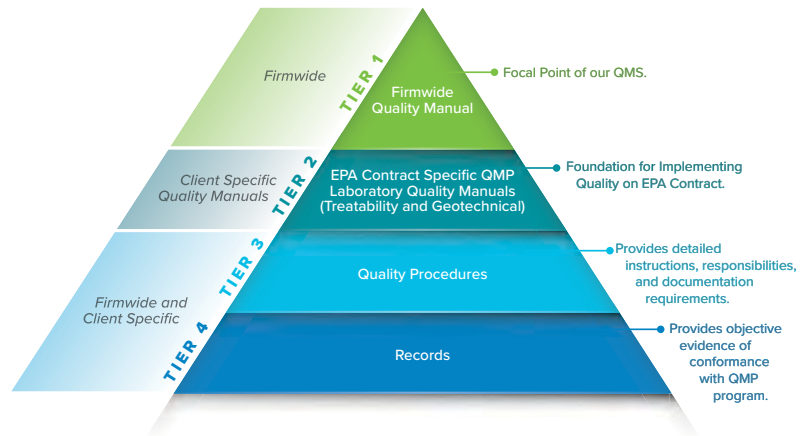 Firmwide
TIER 1
Firmwide
Quality Manual
Focal Point of our QMS.
Client Specific
Quality Manuals
TIER 2
EPA Contract Specific QMP
Laboratory Quality Manuals
(Treatability and Geotechnical)
Foundation for Implementing
Quality on EPA Contract.
TIER 3
Quality Procedures
Provides detailed
instructions, responsibilities,
and documentation
requirements.
Firmwide and
Client Specific
TIER 4
Records
Provides objective
evidence of
conformance
with QMP
program.